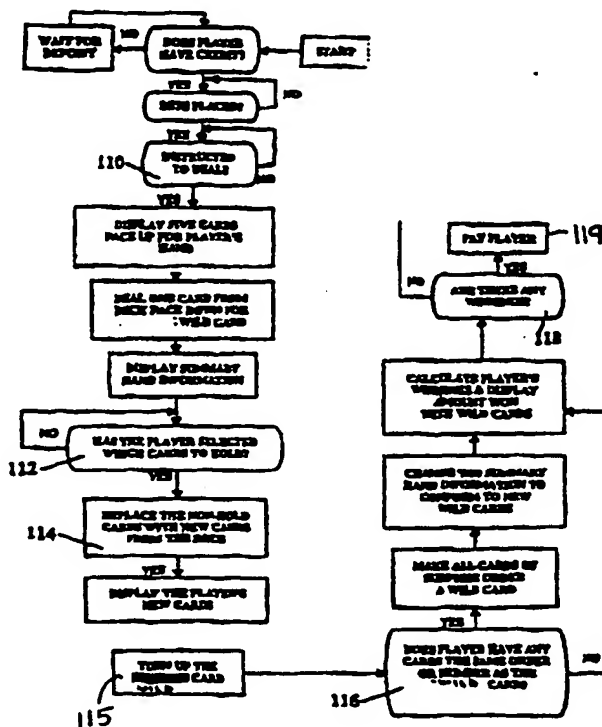 NO
WAIT FOR
DEPOSIT
DOES PLAYER
HAVE CREDIT?
START
YES
NO
BETS PLACED?
YES
INSTRUCTED
TO DEAL?
110
YES
DISPLAY FIVE CARDS
FACE UP FOR PLAYER'S
HAND
DEAL ONE CARD FROM
DECK FACE DOWN FOR
WILD CARD
DISPLAY SUMMARY
HAND INFORMATION
NO
HAS THE PLAYER SELECTED
WHICH CARDS TO HOLD?
112
YES
REPLACE THE NON-HOLD
CARDS WITH NEW CARDS
FROM THE DECK
114
YES
DISPLAY THE PLAYER'S
NEW CARDS
TURN UP THE
CARD
115
PAY PLAYER
119
NO
YES
ARE THERE ANY
WINNINGS?
118
CALCULATE PLAYER'S
WINNINGS & DISPLAY
AMOUNT WON
WITH WILD CARDS
CHANGE THE SUMMARY
HAND INFORMATION TO
CONFORM TO NEW
WILD CARDS
MAKE ALL CARDS OF
ORDER
A WILD CARD
YES
DOES PLAYER HAVE ANY
CARDS THE SAME ORDER
OR NUMBER AS THE
CARDS
NO
116